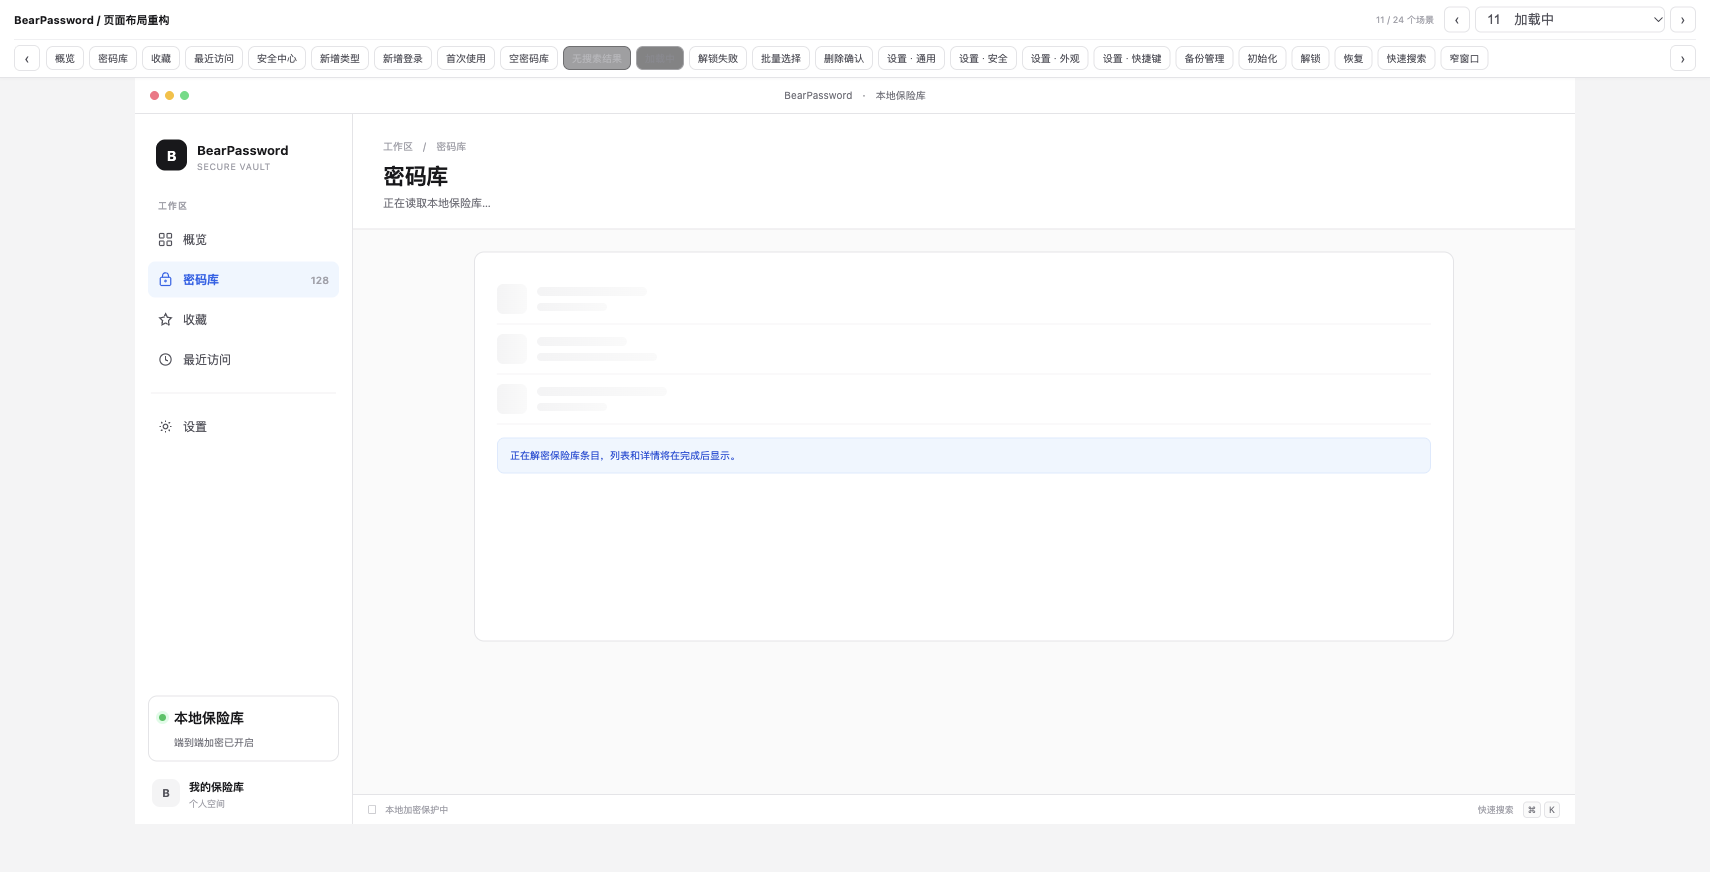 BearPassword / 页面布局重构
11 / 24 个场景
‹
11 加载中
›
‹
概览
密码库
收藏
最近访问
安全中心
新增类型
新增登录
首次使用
空密码库
无搜索结果
解锁失败
批量选择
删除确认
设置 · 通用
设置 · 安全
设置 · 外观
设置 · 快捷键
备份管理
初始化
解锁
恢复
快速搜索
窄窗口
›
BearPassword · 本地保险库
B
BearPassword
SECURE VAULT
工作区
概览
密码库 128
收藏
最近访问
设置
本地保险库
端到端加密已开启
B
我的保险库
个人空间
工作区 / 密码库
密码库
正在读取本地保险库...
正在解密保险库条目，列表和详情将在完成后显示。
本地加密保护中
快速搜索 ⌘ K